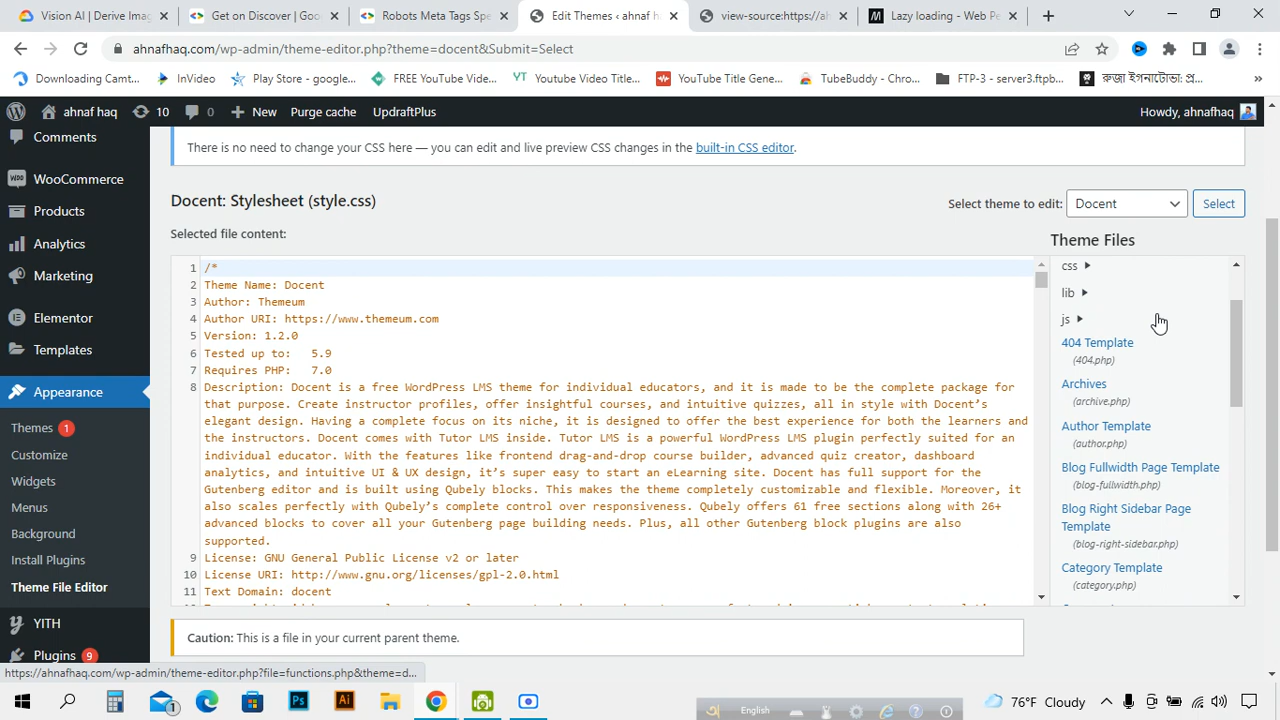 Vision AI | Derive Imag
Get on Discover | Goo
Robots Meta Tags Spe
Edit Themes ‹ ahnaf h
view-source:https://ah
Lazy loading - Web Pe
ahnafhaq.com/wp-admin/theme-editor.php?theme=docent&Submit=Select
Downloading Camt...
InVideo
Play Store - google...
FREE YouTube Vide...
YT Youtube Video Titl...
YouTube Title Gene...
TubeBuddy - Chro...
FTP-3 - server3.ftpb...
রুজা ইগনাটোভা: প্র...
»
ahnaf haq 10 0 New Purge cache UpdraftPlus
Howdy, ahnafhaq
Comments
WooCommerce
Products
Analytics
Marketing
Elementor
Templates
Appearance
Themes 1
Customize
Widgets
Menus
Background
Install Plugins
Theme File Editor
YITH
Plugins 9
There is no need to change your CSS here — you can edit and live preview CSS changes in the built-in CSS editor.
Docent: Stylesheet (style.css)
Select theme to edit: Docent Select
Selected file content:
1 /*
2 Theme Name: Docent
3 Author: Themeum
4 Author URI: https://www.themeum.com
5 Version: 1.2.0
6 Tested up to: 5.9
7 Requires PHP: 7.0
8 Description: Docent is a free WordPress LMS theme for individual educators, and it is made to be the complete package for
that purpose. Create instructor profiles, offer insightful courses, and intuitive quizzes, all in style with Docent's
elegant design. Having a complete focus on its niche, it is designed to offer the best experience for both the learners and
the instructors. Docent comes with Tutor LMS inside. Tutor LMS is a powerful WordPress LMS plugin perfectly suited for an
individual educator. With the features like frontend drag-and-drop course builder, advanced quiz creator, dashboard
analytics, and intuitive UI & UX design, it's super easy to start an eLearning site. Docent has full support for the
Gutenberg editor and is built using Qubely blocks. This makes the theme completely customizable and flexible. Moreover, it
also scales perfectly with Qubely's complete control over responsiveness. Qubely offers 61 free sections along with 26+
advanced blocks to cover all your Gutenberg page building needs. Plus, all other Gutenberg block plugins are also
supported.
9 License: GNU General Public License v2 or later
10 License URI: http://www.gnu.org/licenses/gpl-2.0.html
11 Text Domain: docent
Theme Files
css
lib
js
404 Template
(404.php)
Archives
(archive.php)
Author Template
(author.php)
Blog Fullwidth Page Template
(blog-fullwidth.php)
Blog Right Sidebar Page
Template
(blog-right-sidebar.php)
Category Template
(category.php)
Caution: This is a file in your current parent theme.
https://ahnafhaq.com/wp-admin/theme-editor.php?file=functions.php&theme=d...
1
Ps
Ai
English
76°F Cloudy